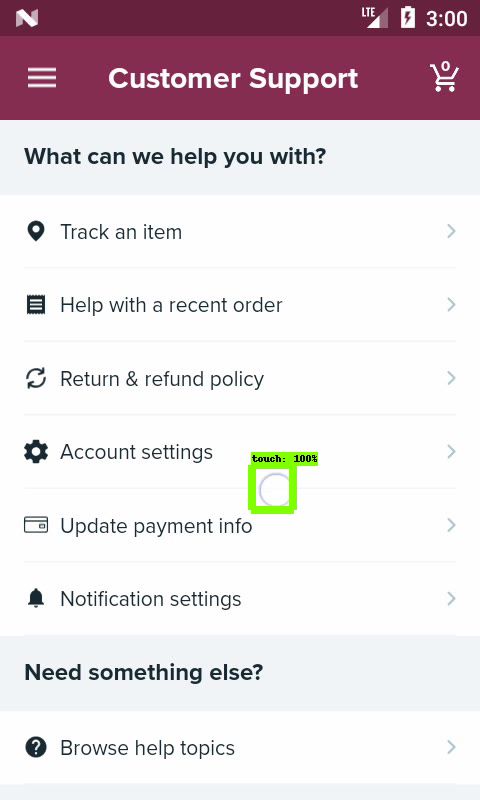 LTE 3:00
Customer Support
0
What can we help you with?
Track an item
Help with a recent order
Return & refund policy
Account settings
touch: 100%
Update payment info
Notification settings
Need something else?
Browse help topics